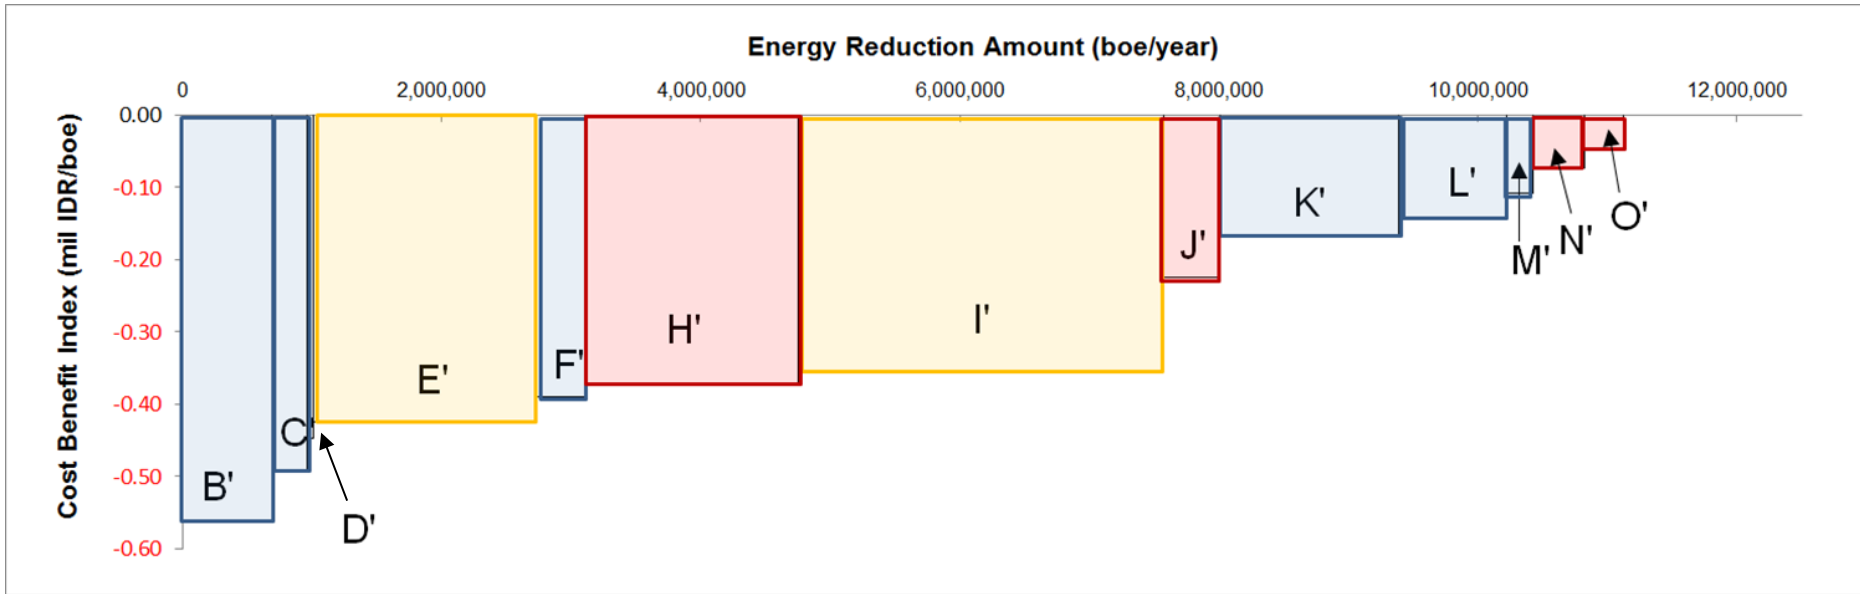 Energy Reduction Amount (boe/year)
0 2,000,000 4,000,000 6,000,000 8,000,000 10,000,000 12,000,000
Cost Benefit Index (mil IDR/boe)
0.00
-0.10
-0.20
-0.30
-0.40
-0.50
-0.60
B'
C'
D'
E'
F'
H'
I'
J'
K'
L'
M'
N'
O'